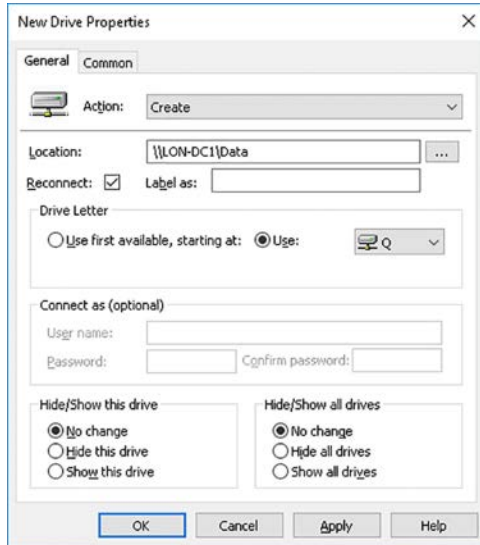 New Drive Properties
General Common
Action: Create
Location: \\LON-DC1\Data ...
Reconnect: Label as:
Drive Letter
Use first available, starting at: Use: Q
Connect as (optional)
User name:
Password: Confirm password:
Hide/Show this drive Hide/Show all drives
No change No change
Hide this drive Hide all drives
Show this drive Show all drives
OK Cancel Apply Help